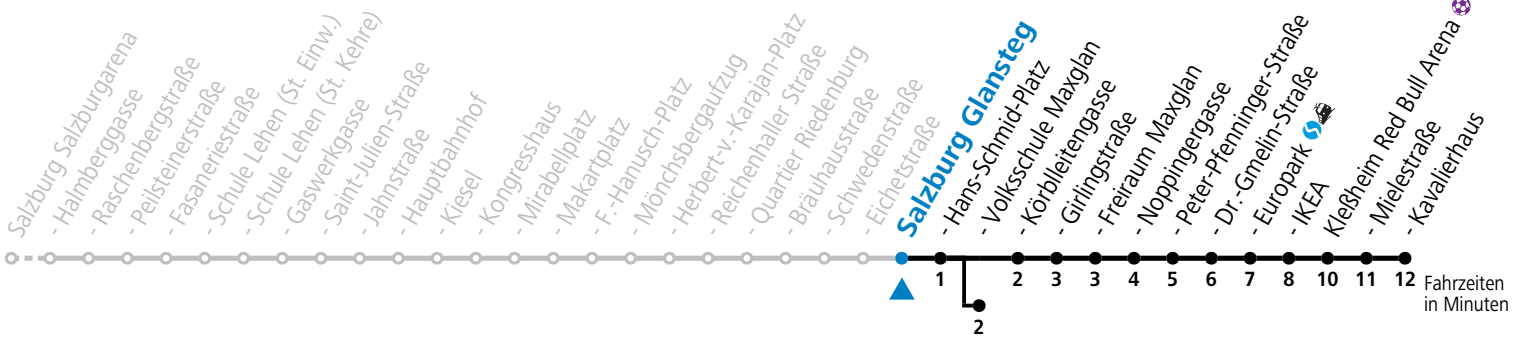 Salzburg Salzburgarena
- Halmberggasse
- Raschenbergstraße
- Peilsteinerstraße
- Fasaneriestraße
- Schule Lehen (St. Einw.)
- Schule Lehen (St. Kehre)
- Gaswerkgasse
- Saint-Julien-Straße
- Jahnstraße
- Hauptbahnhof
- Kiesel
- Kongresshaus
- Mirabellplatz
- Makartplatz
- F.-Hanusch-Platz
- Mönchsbergaufzug
- Herbert-v.-Karajan-Platz
- Reichenhaller Straße
- Quartier Riedenburg
- Bräuhausstraße
- Schwedenstraße
- Eichetstraße
Salzburg Glansteg
- Hans-Schmid-Platz
- Volksschule Maxglan
- Körblleitengasse
- Girlingstraße
- Freiraum Maxglan
- Noppingergasse
- Peter-Pfenninger-Straße
- Dr.-Gmelin-Straße
- Europark
- IKEA
Kleßheim Red Bull Arena
- Mielestraße
- Kavalierhaus
1 2 3 3 4 5 6 7 8 10 11 12
2
Fahrzeiten
in Minuten